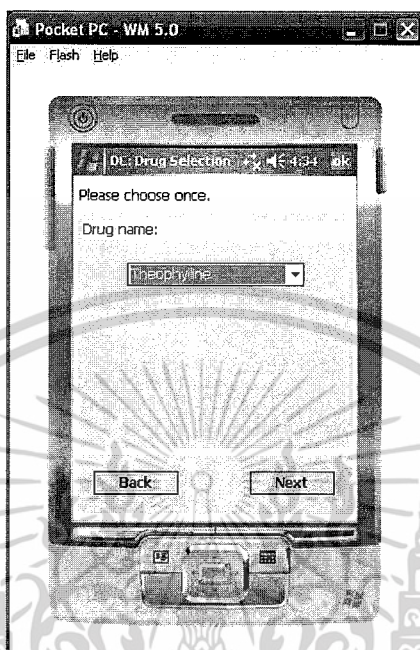 Pocket PC - WM 5.0
File Flash Help
DL: Drug Selection 4:34 ok
Please choose once.
Drug name:
Theophylline
Back Next